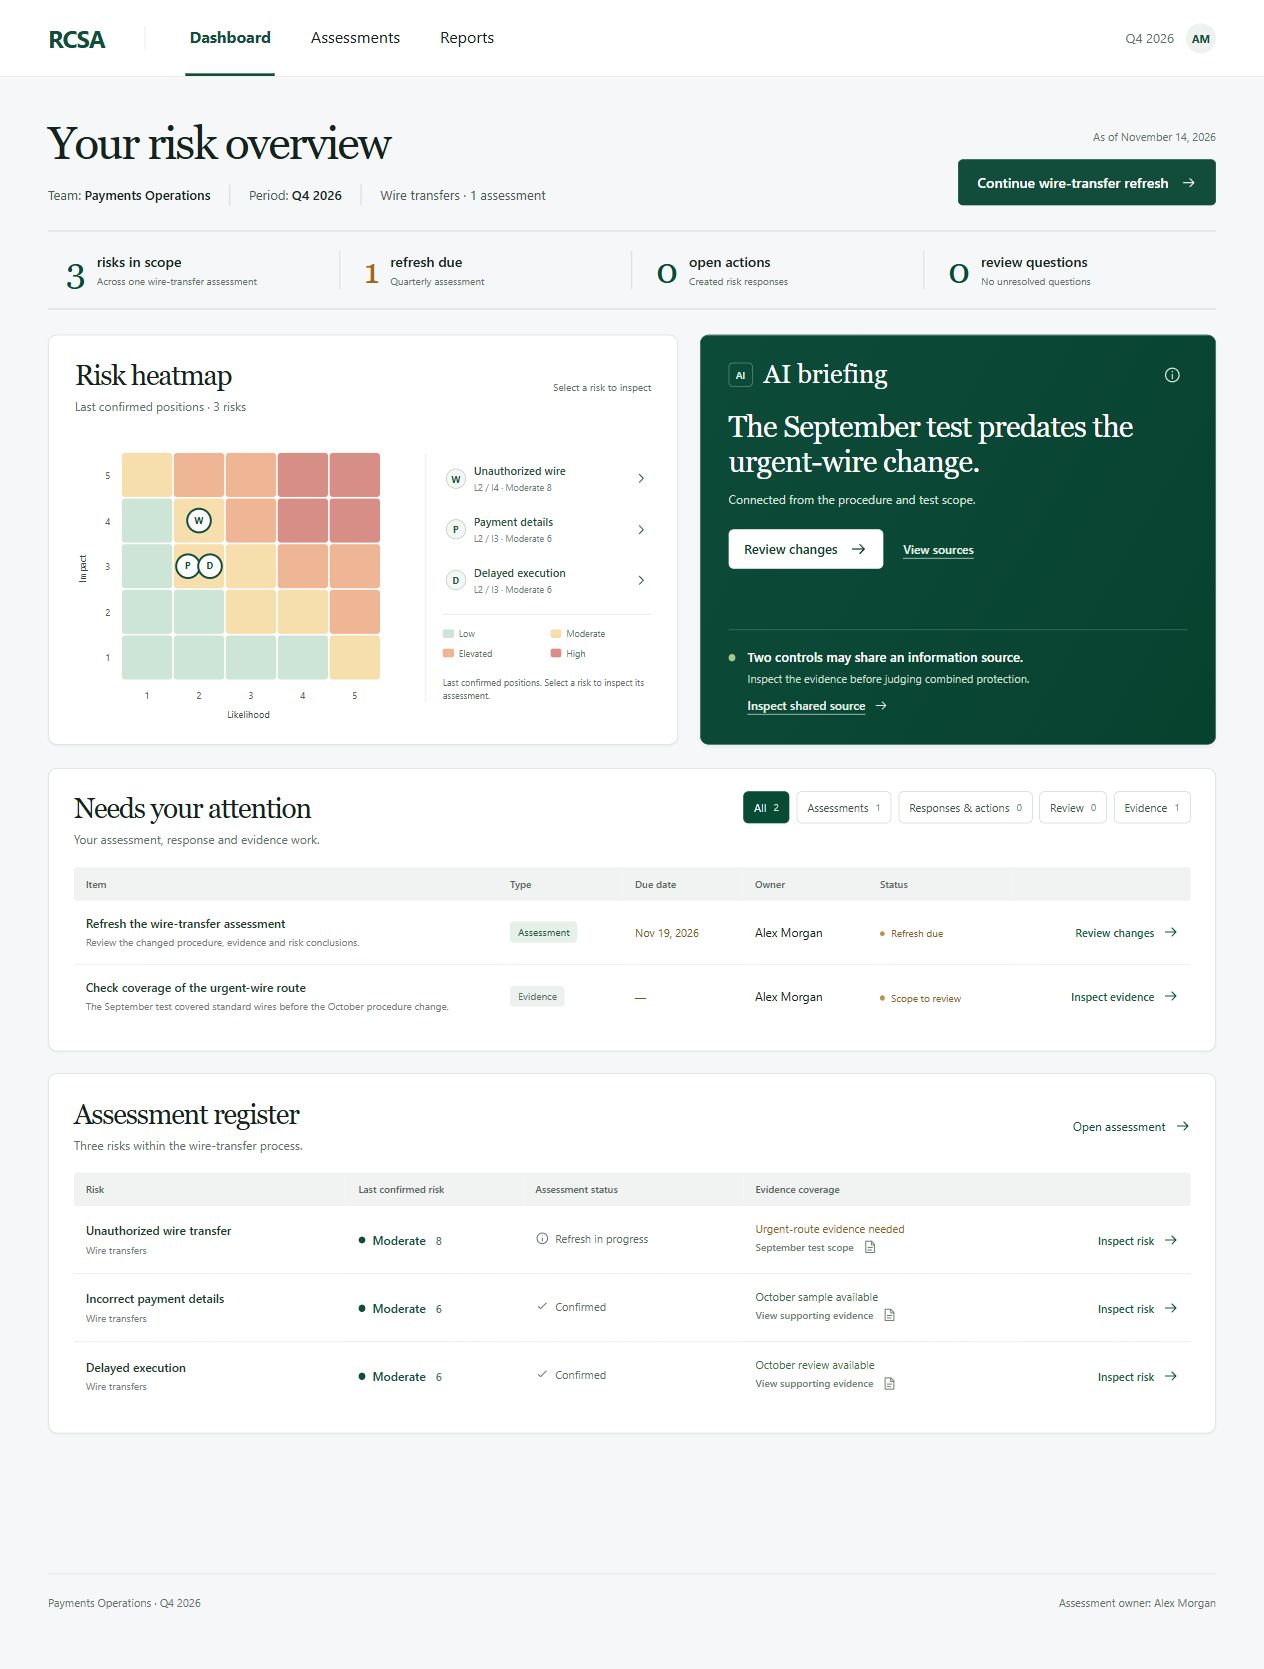 RCSA
Dashboard
Assessments
Reports
Q4 2026
AM
Your risk overview
As of November 14, 2026
Team: Payments Operations
Period: Q4 2026
Wire transfers · 1 assessment
Continue wire-transfer refresh →
3
risks in scope
Across one wire-transfer assessment
1
refresh due
Quarterly assessment
0
open actions
Created risk responses
0
review questions
No unresolved questions
Risk heatmap
Last confirmed positions · 3 risks
Select a risk to inspect
Impact
5
4
3
2
1
W
P
D
1
2
3
4
5
Likelihood
W
Unauthorized wire
L2 / I4 · Moderate 8
P
Payment details
L2 / I3 · Moderate 6
D
Delayed execution
L2 / I3 · Moderate 6
Low
Moderate
Elevated
High
Last confirmed positions. Select a risk to inspect its
assessment.
AI
AI briefing
The September test predates the
urgent-wire change.
Connected from the procedure and test scope.
Review changes →
View sources
Two controls may share an information source.
Inspect the evidence before judging combined protection.
Inspect shared source →
Needs your attention
Your assessment, response and evidence work.
All 2
Assessments 1
Responses & actions 0
Review 0
Evidence 1
Item
Type
Due date
Owner
Status
Refresh the wire-transfer assessment
Review the changed procedure, evidence and risk conclusions.
Assessment
Nov 19, 2026
Alex Morgan
Refresh due
Review changes →
Check coverage of the urgent-wire route
The September test covered standard wires before the October procedure change.
Evidence
—
Alex Morgan
Scope to review
Inspect evidence →
Assessment register
Three risks within the wire-transfer process.
Open assessment →
Risk
Last confirmed risk
Assessment status
Evidence coverage
Unauthorized wire transfer
Wire transfers
Moderate 8
Refresh in progress
Urgent-route evidence needed
September test scope
Inspect risk →
Incorrect payment details
Wire transfers
Moderate 6
Confirmed
October sample available
View supporting evidence
Inspect risk →
Delayed execution
Wire transfers
Moderate 6
Confirmed
October review available
View supporting evidence
Inspect risk →
Payments Operations · Q4 2026
Assessment owner: Alex Morgan